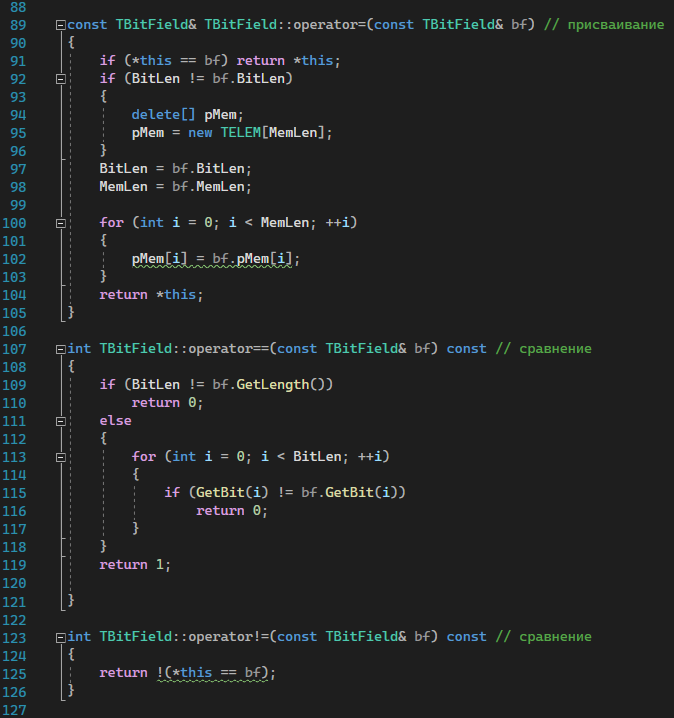 88
89 const TBitField& TBitField::operator=(const TBitField& bf) // присваивание
90 {
91     if (*this == bf) return *this;
92     if (BitLen != bf.BitLen)
93     {
94         delete[] pMem;
95         pMem = new TELEM[MemLen];
96     }
97     BitLen = bf.BitLen;
98     MemLen = bf.MemLen;
99
100     for (int i = 0; i < MemLen; ++i)
101     {
102         pMem[i] = bf.pMem[i];
103     }
104     return *this;
105 }
106
107 int TBitField::operator==(const TBitField& bf) const // сравнение
108 {
109     if (BitLen != bf.GetLength())
110         return 0;
111     else
112     {
113         for (int i = 0; i < BitLen; ++i)
114         {
115             if (GetBit(i) != bf.GetBit(i))
116                 return 0;
117         }
118     }
119     return 1;
120
121 }
122
123 int TBitField::operator!=(const TBitField& bf) const // сравнение
124 {
125     return !(*this == bf);
126 }
127